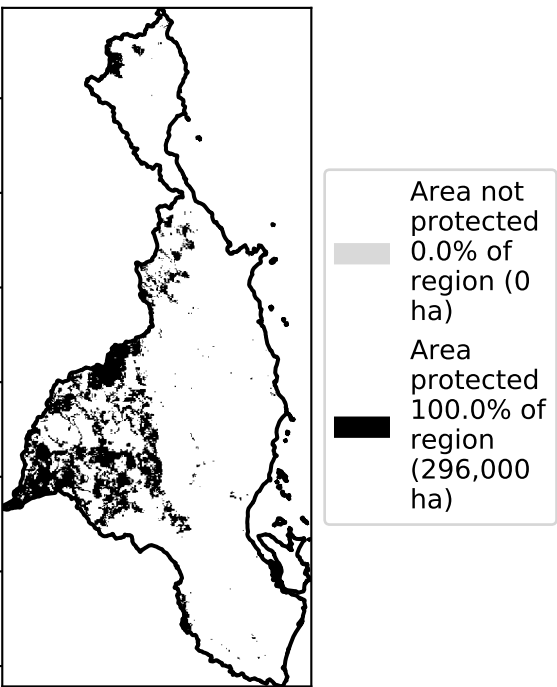 Area not
protected
0.0% of
region (0
ha)
Area
protected
100.0% of
region
(296,000
ha)